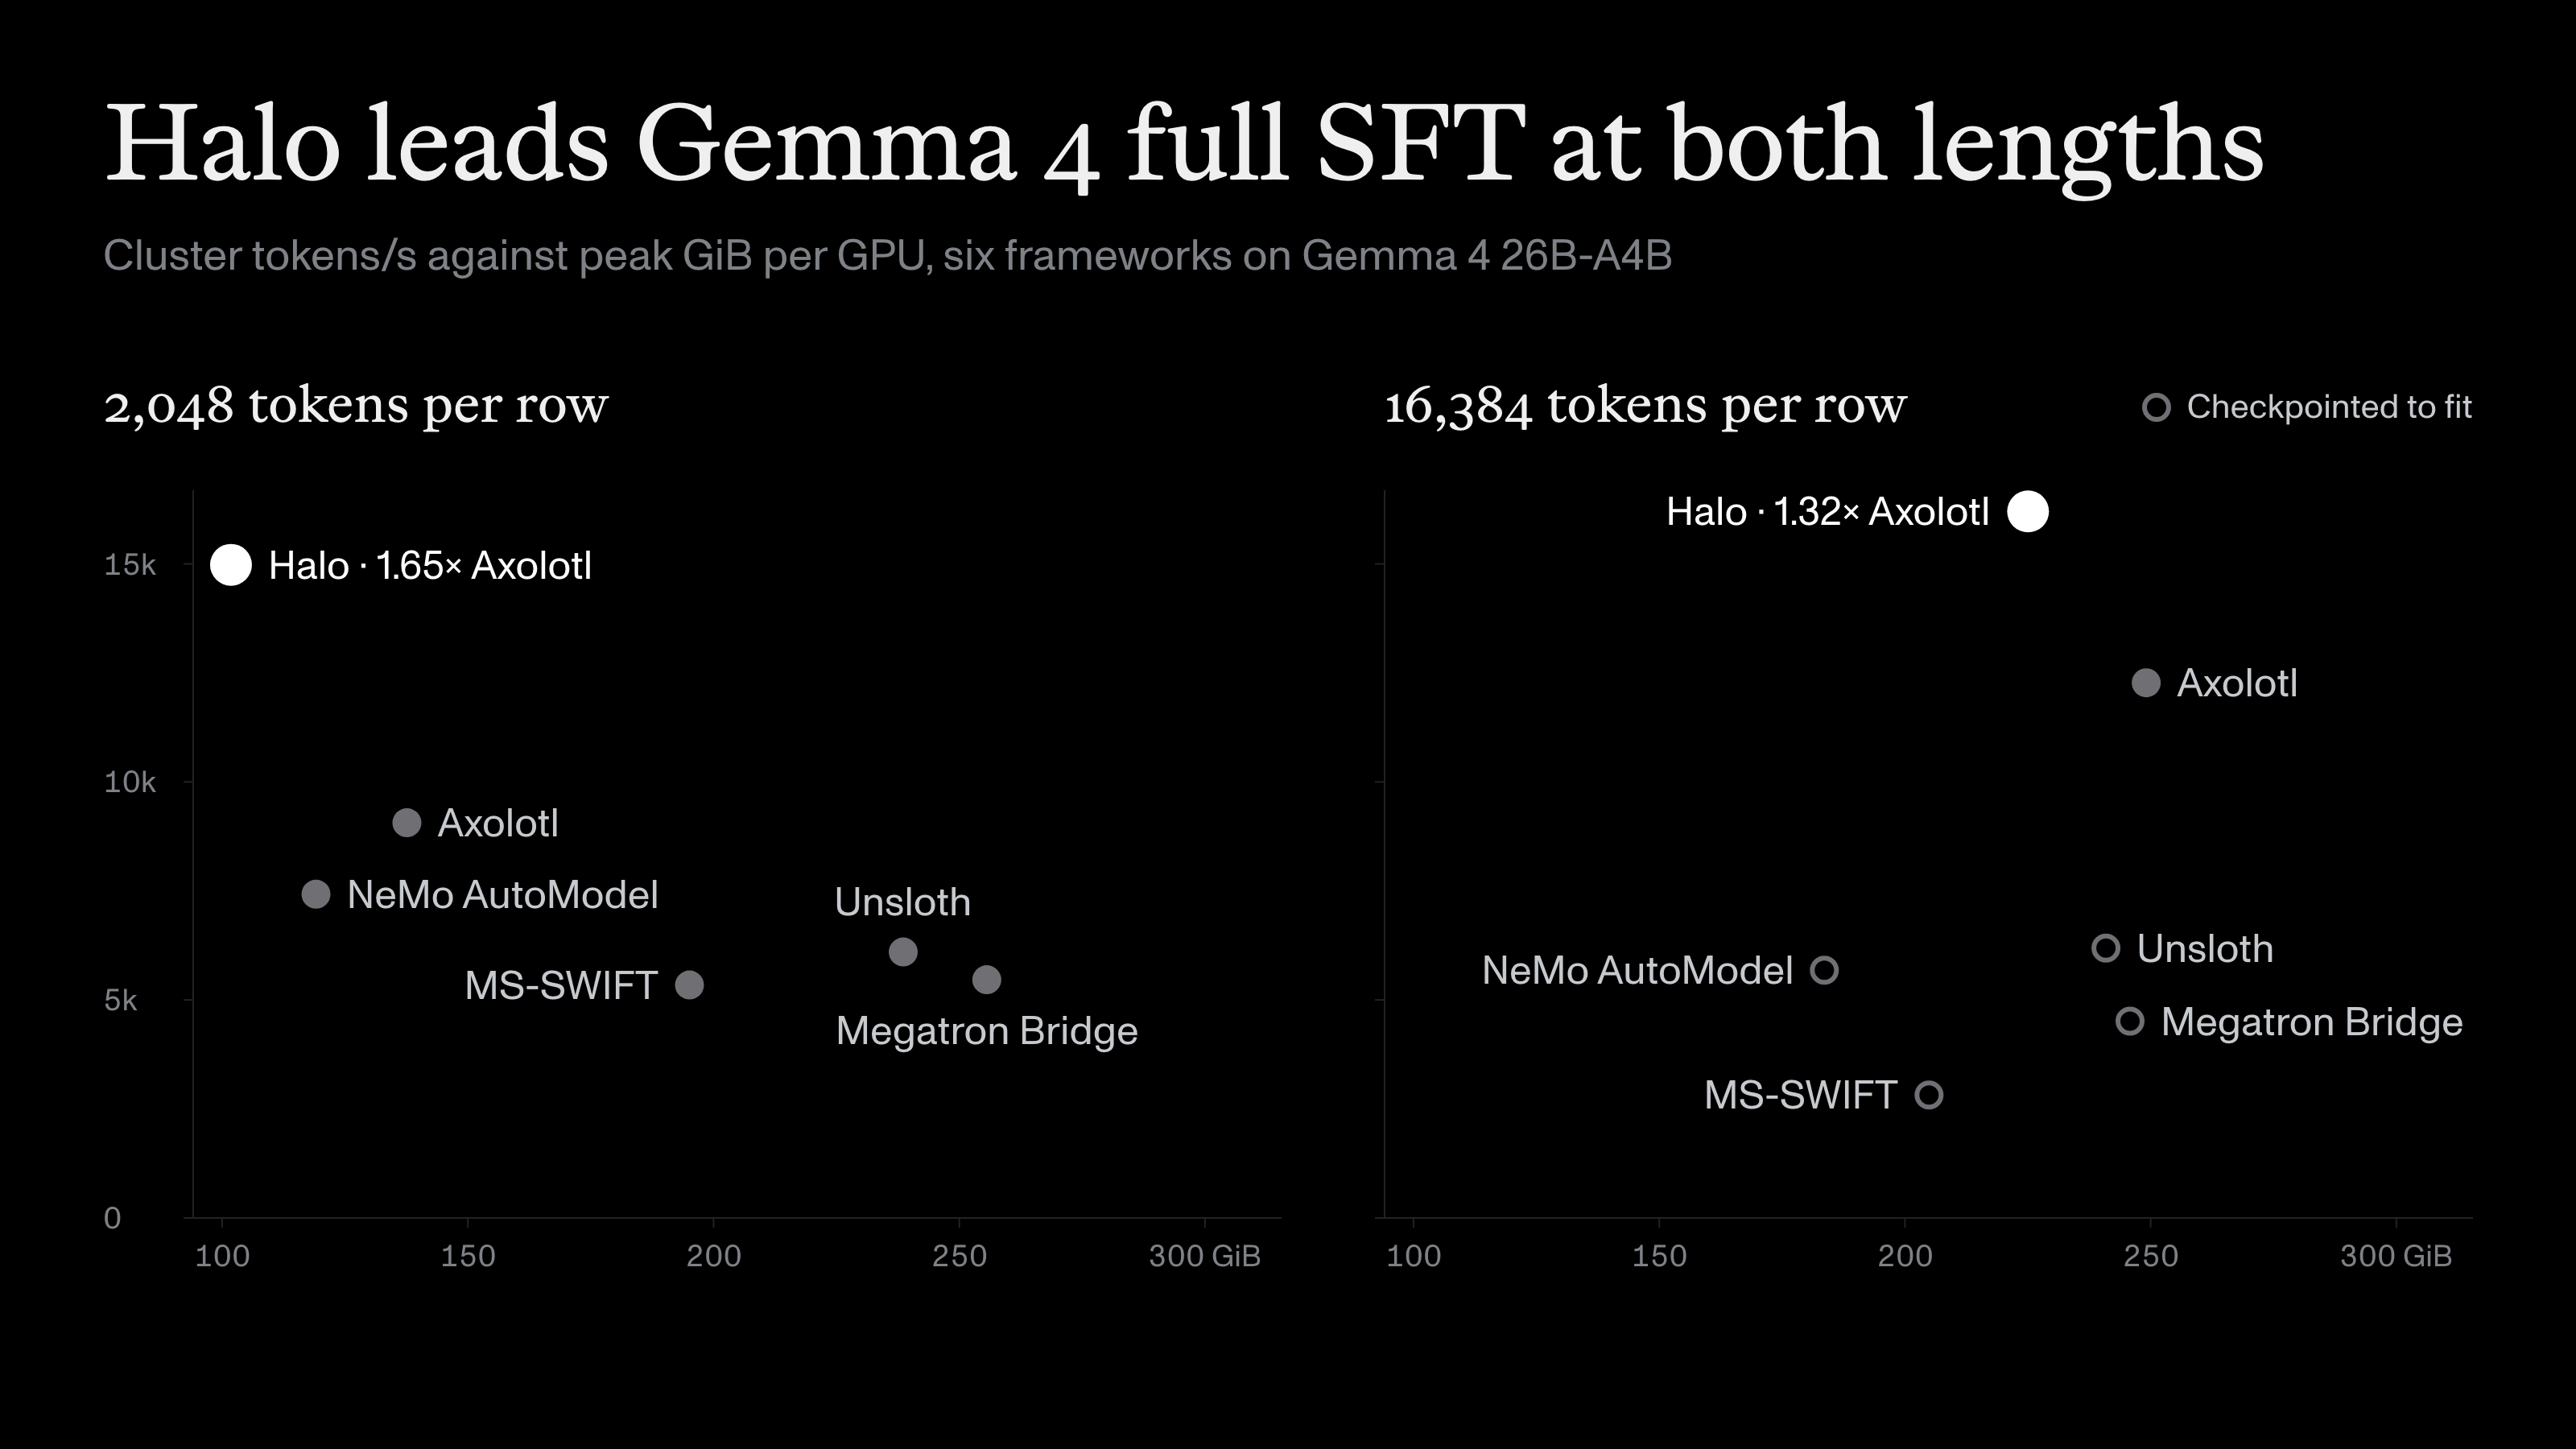 Halo leads Gemma 4 full SFT at both lengths
Cluster tokens/s against peak GiB per GPU, six frameworks on Gemma 4 26B-A4B
2,048 tokens per row
15k
10k
5k
0
Halo · 1.65× Axolotl
Axolotl
NeMo AutoModel
Unsloth
MS-SWIFT
Megatron Bridge
100 150 200 250 300 GiB
16,384 tokens per row
Checkpointed to fit
Halo · 1.32× Axolotl
Axolotl
Unsloth
NeMo AutoModel
Megatron Bridge
MS-SWIFT
100 150 200 250 300 GiB